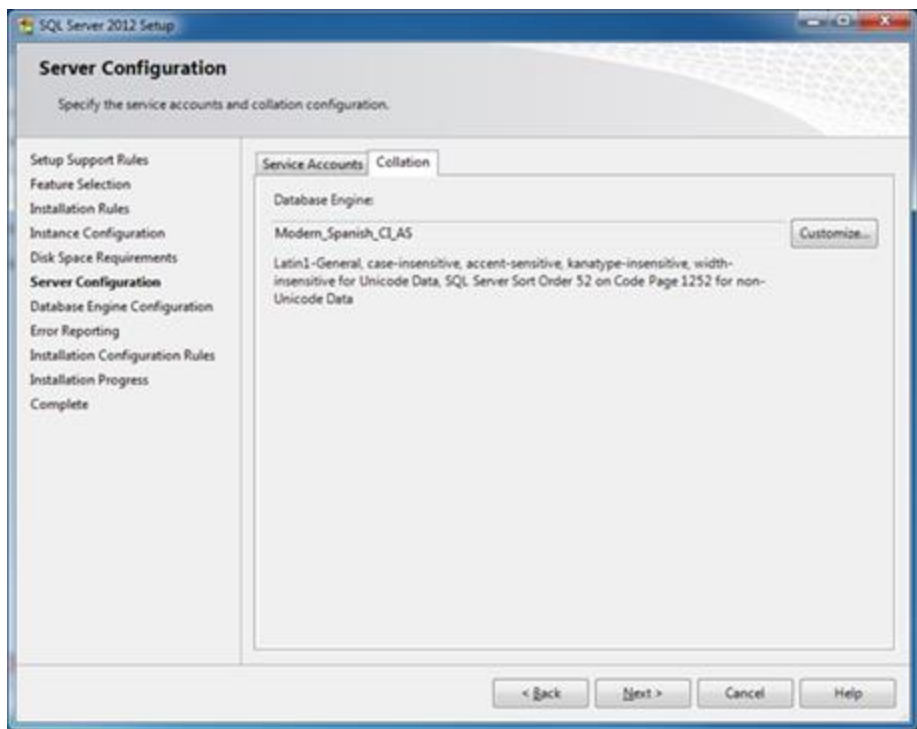 SQL Server 2012 Setup
Server Configuration
Specify the service accounts and collation configuration.
Setup Support Rules
Feature Selection
Installation Rules
Instance Configuration
Disk Space Requirements
Server Configuration
Database Engine Configuration
Error Reporting
Installation Configuration Rules
Installation Progress
Complete
Service Accounts
Collation
Database Engine:
Modern_Spanish_CI_AS
Customize...
Latin1-General, case-insensitive, accent-sensitive, kanatype-insensitive, width-
insensitive for Unicode Data, SQL Server Sort Order 52 on Code Page 1252 for non-
Unicode Data
< Back
Next >
Cancel
Help